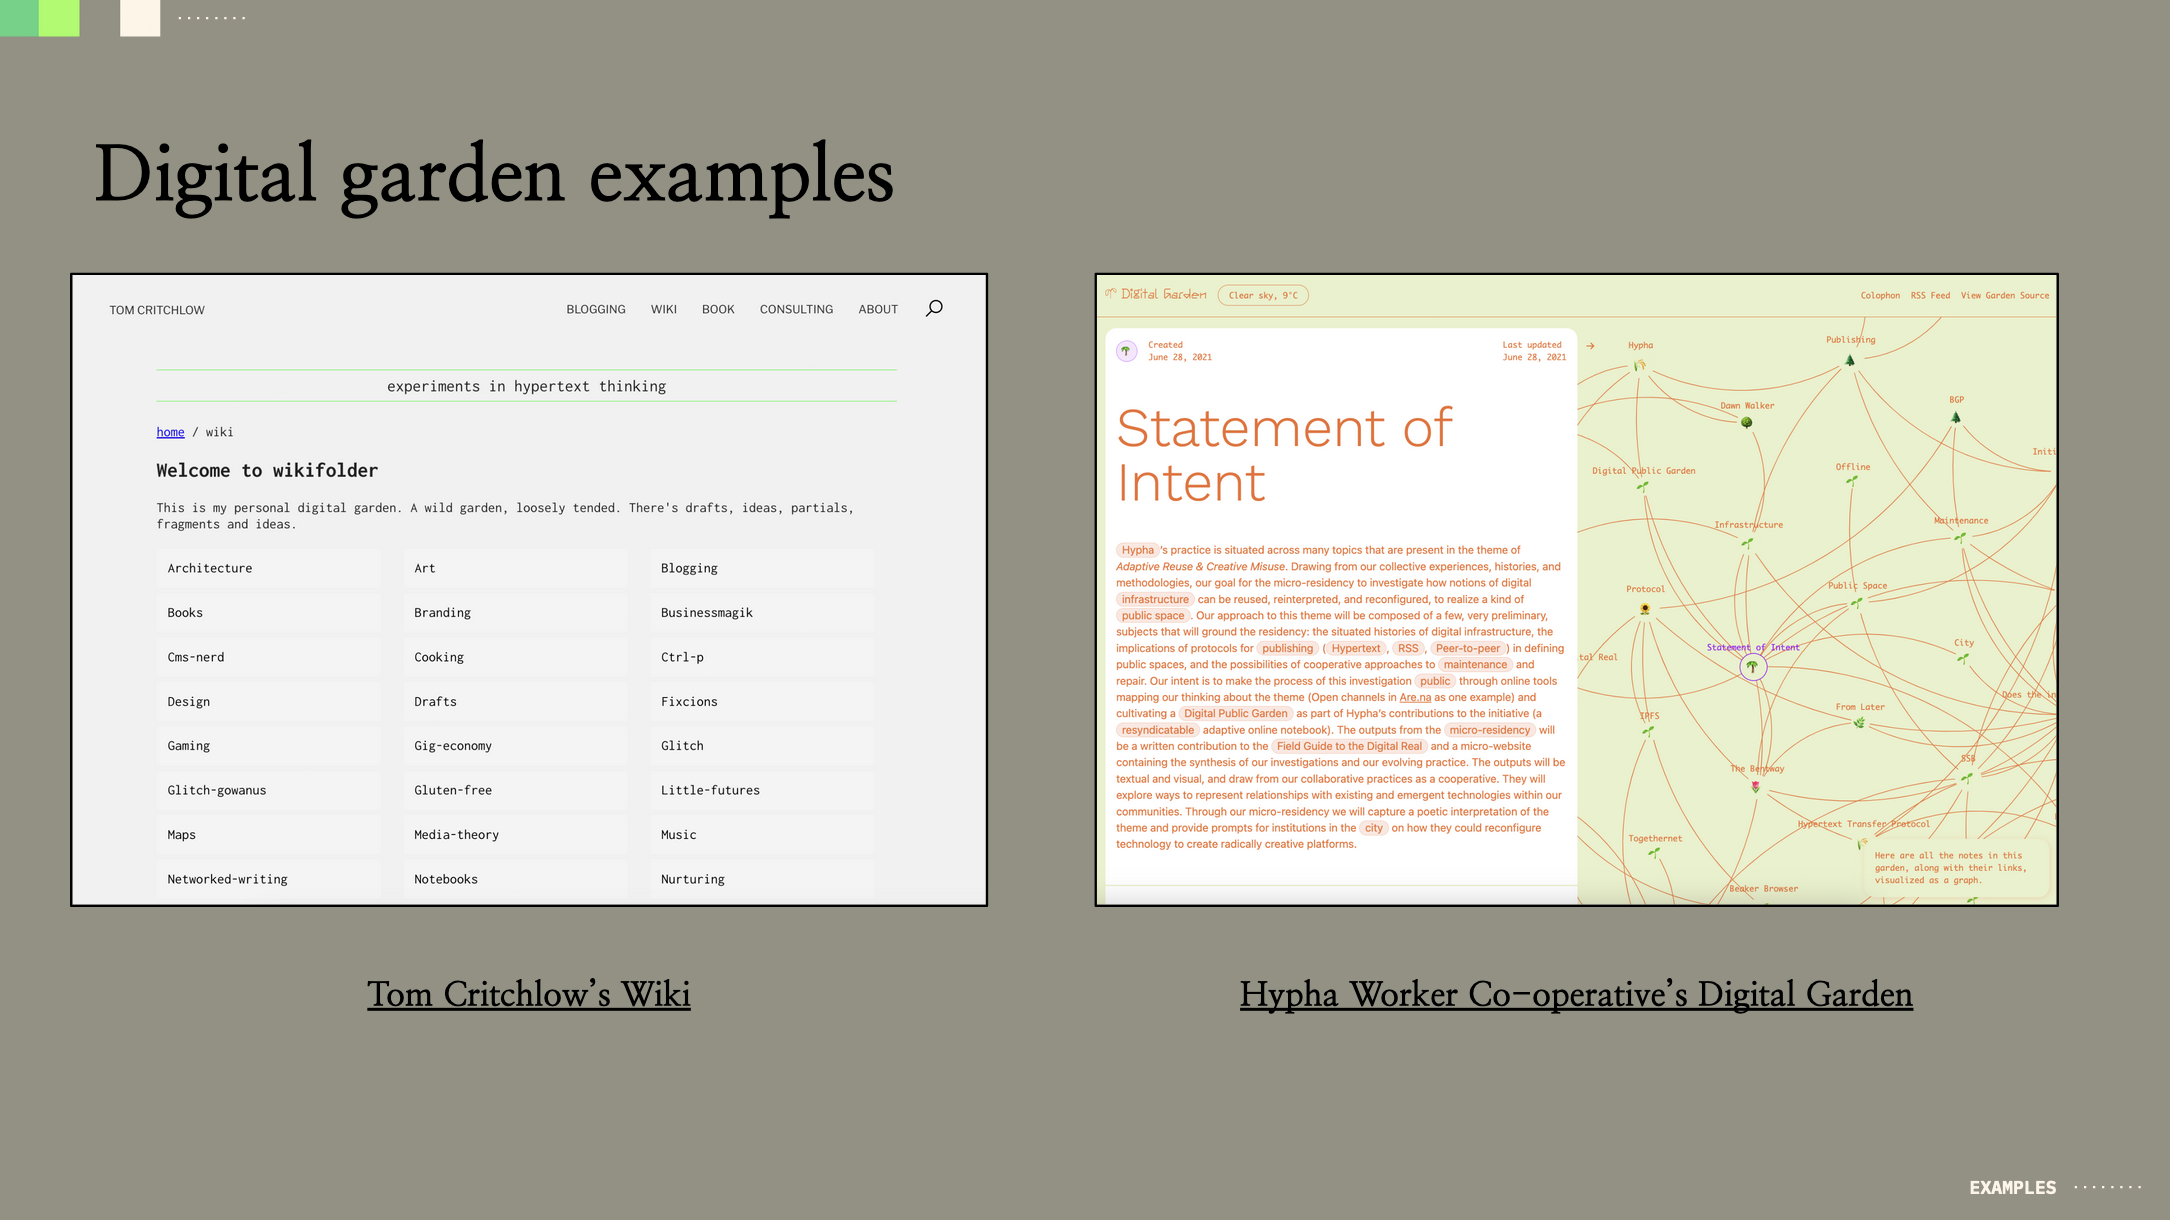 Digital garden examples
TOM CRITCHLOW
BLOGGING WIKI BOOK CONSULTING ABOUT
experiments in hypertext thinking
home / wiki
Welcome to wikifolder
This is my personal digital garden. A wild garden, loosely tended. There's drafts, ideas, partials,
fragments and ideas.
Architecture Art Blogging
Books Branding Businessmagik
Cms-nerd Cooking Ctrl-p
Design Drafts Fixcions
Gaming Gig-economy Glitch
Glitch-gowanus Gluten-free Little-futures
Maps Media-theory Music
Networked-writing Notebooks Nurturing
Tom Critchlow’s Wiki
Digital Garden
Clear sky, 9°C
Colophon RSS Feed View Garden Source
Created
June 28, 2021
Last updated
June 28, 2021
Statement of
Intent
Hypha's practice is situated across many topics that are present in the theme of
Adaptive Reuse & Creative Misuse. Drawing from our collective experiences, histories, and
methodologies, our goal for the micro-residency to investigate how notions of digital
infrastructure can be reused, reinterpreted, and reconfigured, to realize a kind of
public space. Our approach to this theme will be composed of a few, very preliminary,
subjects that will ground the residency: the situated histories of digital infrastructure, the
implications of protocols for publishing (Hypertext, RSS, Peer-to-peer) in defining
public spaces, and the possibilities of cooperative approaches to maintenance and
repair. Our intent is to make the process of this investigation public through online tools
mapping our thinking about the theme (Open channels in Are.na as one example) and
cultivating a Digital Public Garden as part of Hypha's contributions to the initiative (a
resyndicatable adaptive online notebook). The outputs from the micro-residency will
be a written contribution to the Field Guide to the Digital Real and a micro-website
containing the synthesis of our investigations and our evolving practice. The outputs will be
textual and visual, and draw from our collaborative practices as a cooperative. They will
explore ways to represent relationships with existing and emergent technologies within our
communities. Through our micro-residency we will capture a poetic interpretation of the
theme and provide prompts for institutions in the city on how they could reconfigure
technology to create radically creative platforms.
Hypha
Publishing
Dawn Walker
BGP
Initi
Digital Public Garden
Offline
Infrastructure
Maintenance
Protocol
Public Space
Statement of Intent
City
tal Real
Does the in
IPFS
From Later
The Bentway
SSB
Hypertext Transfer Protocol
Togethernet
Beaker Browser
Here are all the notes in this
garden, along with their links,
visualized as a graph.
Hypha Worker Co-operative’s Digital Garden
EXAMPLES